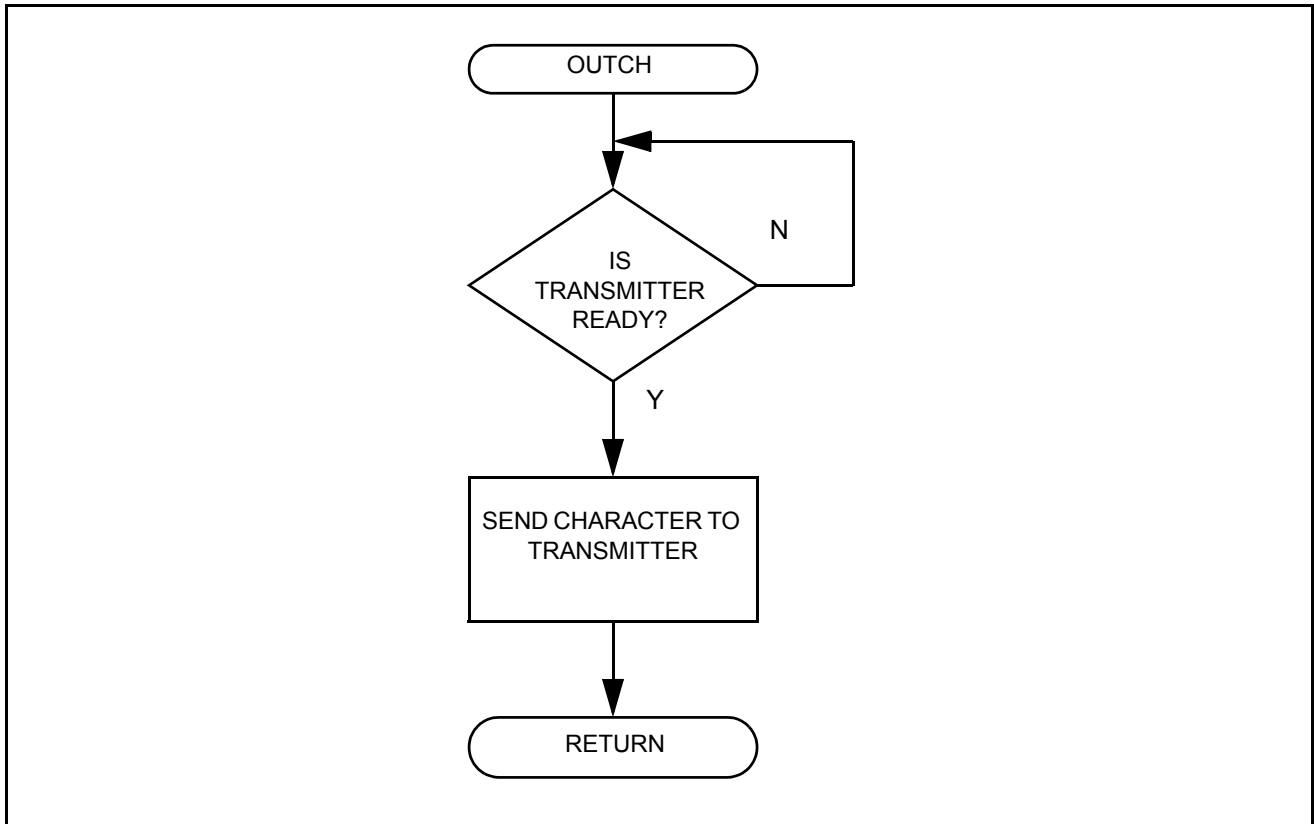 OUTCH
N
IS
TRANSMITTER
READY?
Y
SEND CHARACTER TO
TRANSMITTER
RETURN